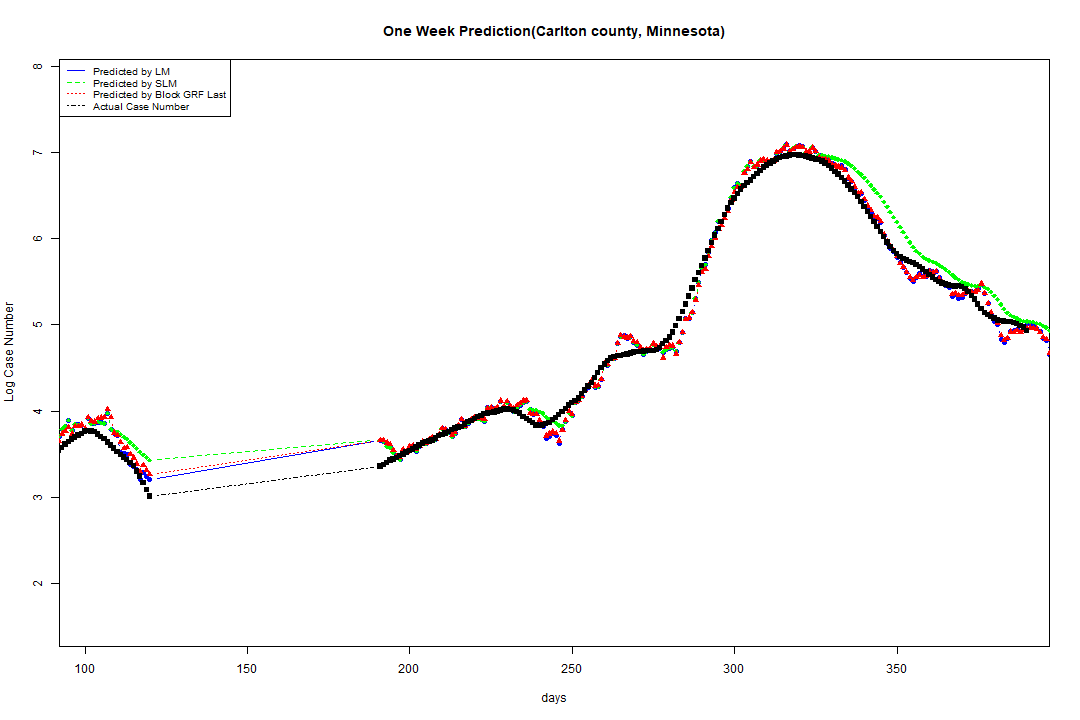 One Week Prediction(Carlton county, Minnesota)
8
Predicted by LM
Predicted by SLM
Predicted by Block GRF Last
Actual Case Number
7
6
5
4
3
2
Log Case Number
100 150 200 250 300 350
days